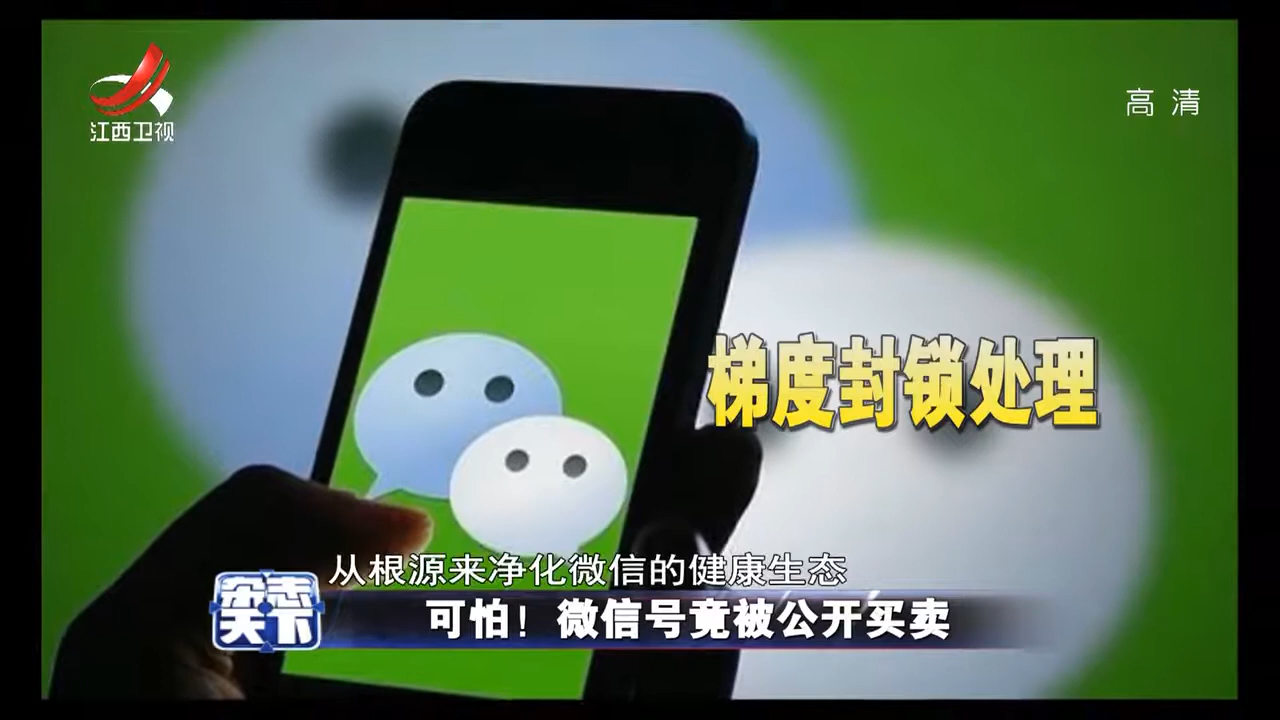 江西卫视
高清
梯度封锁处理
从根源来净化微信的健康生态
杂志天下
可怕！微信号竟被公开买卖